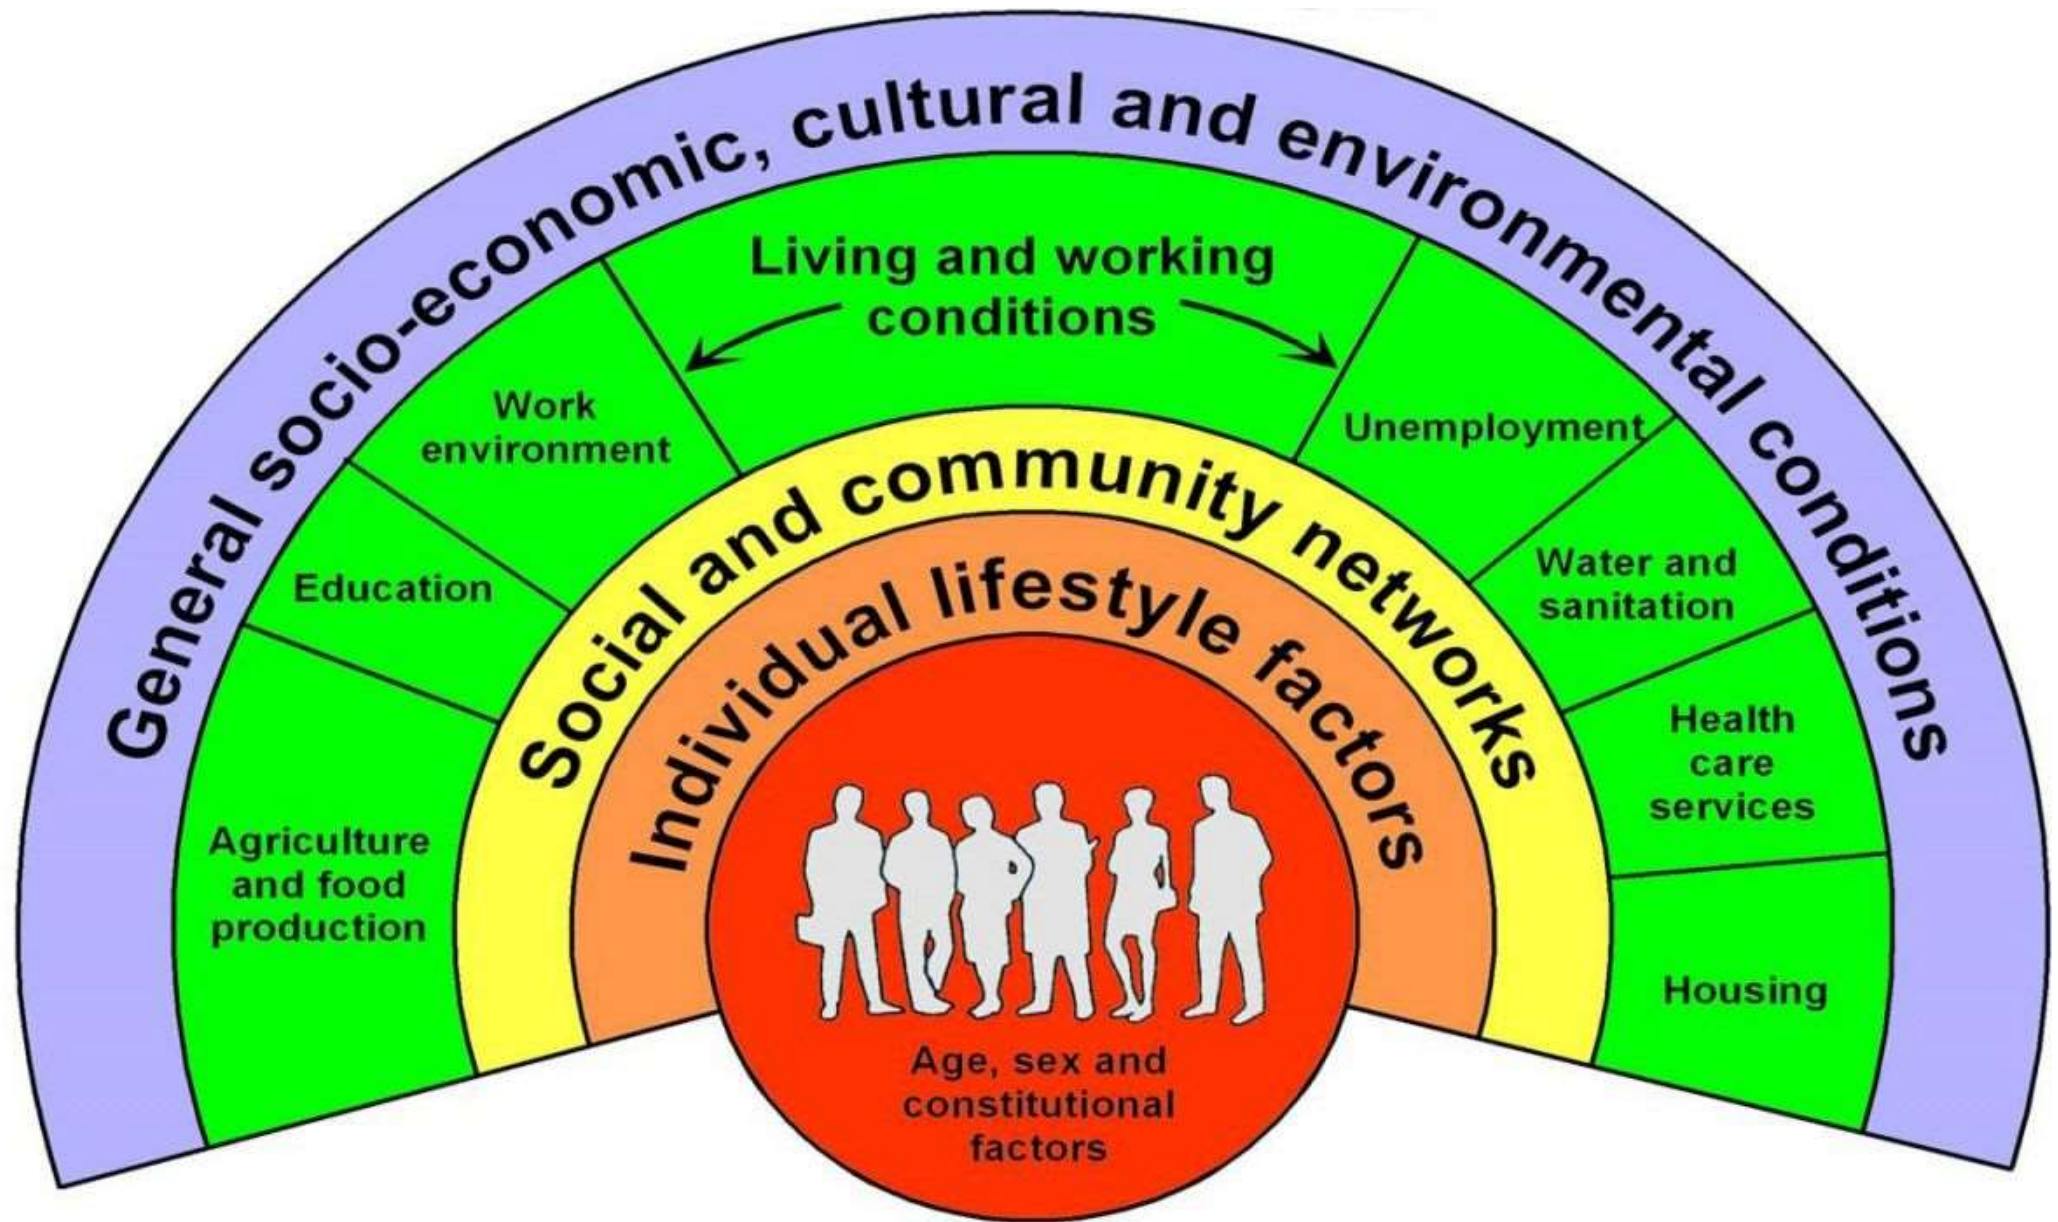 General socio-economic, cultural and environmental conditions
Living and working
conditions
Work
environment
Unemployment
Education
Water and
sanitation
Agriculture
and food
production
Health
care
services
Housing
Social and community networks
Individual lifestyle factors
Age, sex and
constitutional
factors